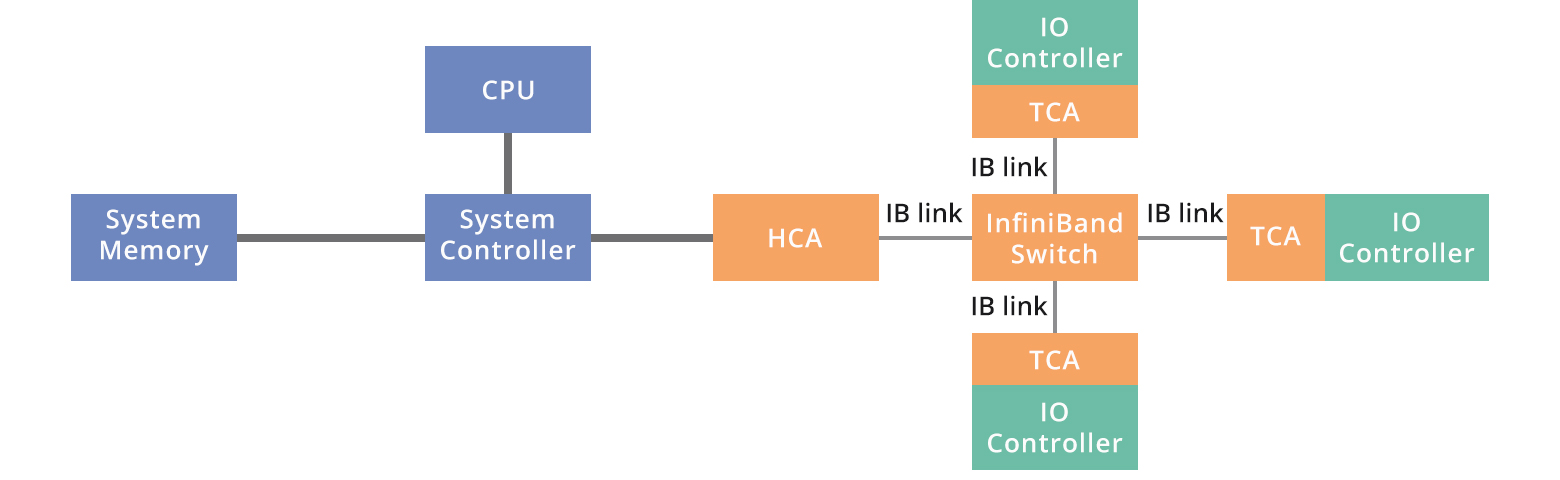 IO
Controller
TCA
CPU
IB link
System
Memory
System
Controller
HCA
IB link
InfiniBand
Switch
IB link
TCA
IO
Controller
IB link
TCA
IO
Controller